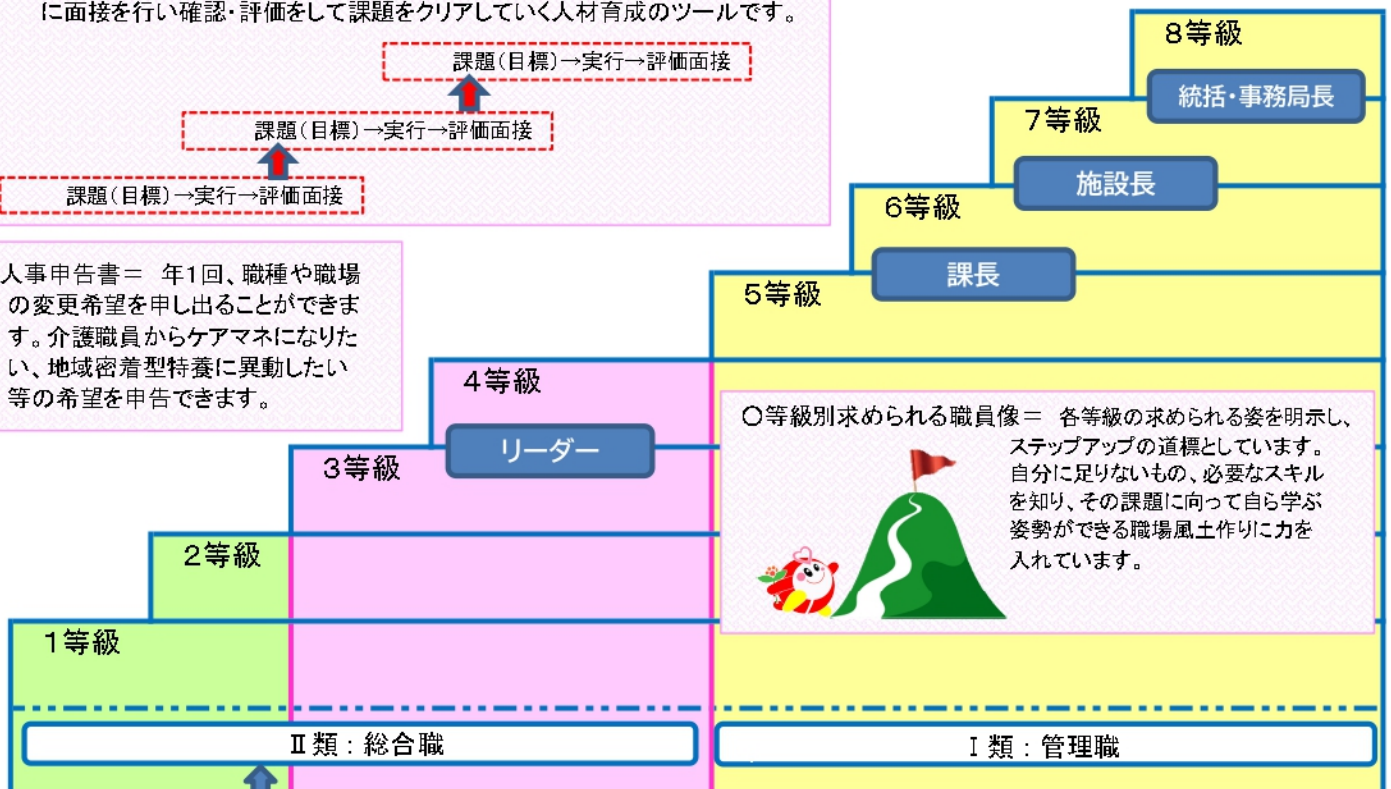 に面接を行い確認・評価をして課題をクリアしていく人材育成のツールです。
課題(目標)→実行→評価面接
課題(目標)→実行→評価面接
課題(目標)→実行→評価面接
人事申告書＝ 年1回、職種や職場
の変更希望を申し出ることができま
す。介護職員からケアマネになりた
い、地域密着型特養に異動したい
等の希望を申告できます。
8等級
統括・事務局長
7等級
施設長
6等級
課長
5等級
4等級
リーダー
3等級
2等級
1等級
〇等級別求められる職員像＝ 各等級の求められる姿を明示し、
ステップアップの道標としています。
自分に足りないもの、必要なスキル
を知り、その課題に向って自ら学ぶ
姿勢ができる職場風土作りに力を
入れています。
Ⅱ類：総合職
Ⅰ類：管理職